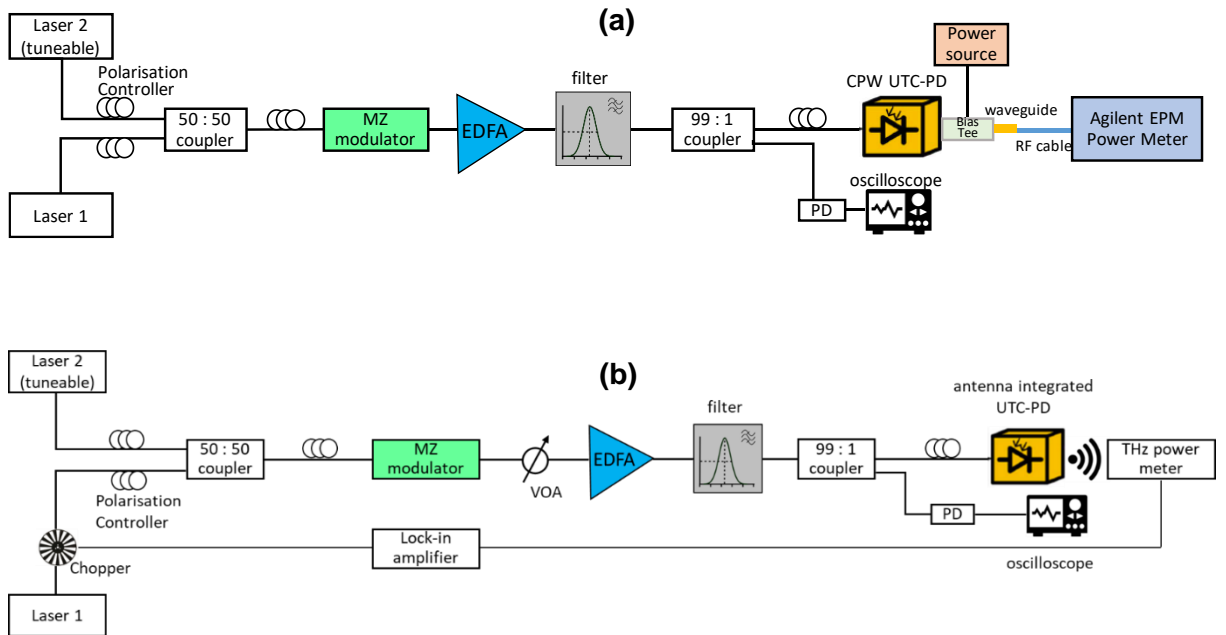 (a)
Laser 2
(tuneable)
Polarisation
Controller
50 : 50
coupler
MZ
modulator
EDFA
filter
99 : 1
coupler
CPW UTC-PD
Power
source
Bias
Tee
waveguide
RF cable
Agilent EPM
Power Meter
oscilloscope
PD
Laser 1
(b)
Laser 2
(tuneable)
50 : 50
coupler
Polarisation
Controller
MZ
modulator
VOA
EDFA
filter
99 : 1
coupler
antenna integrated
UTC-PD
THz power
meter
PD
oscilloscope
Lock-in
amplifier
Chopper
Laser 1